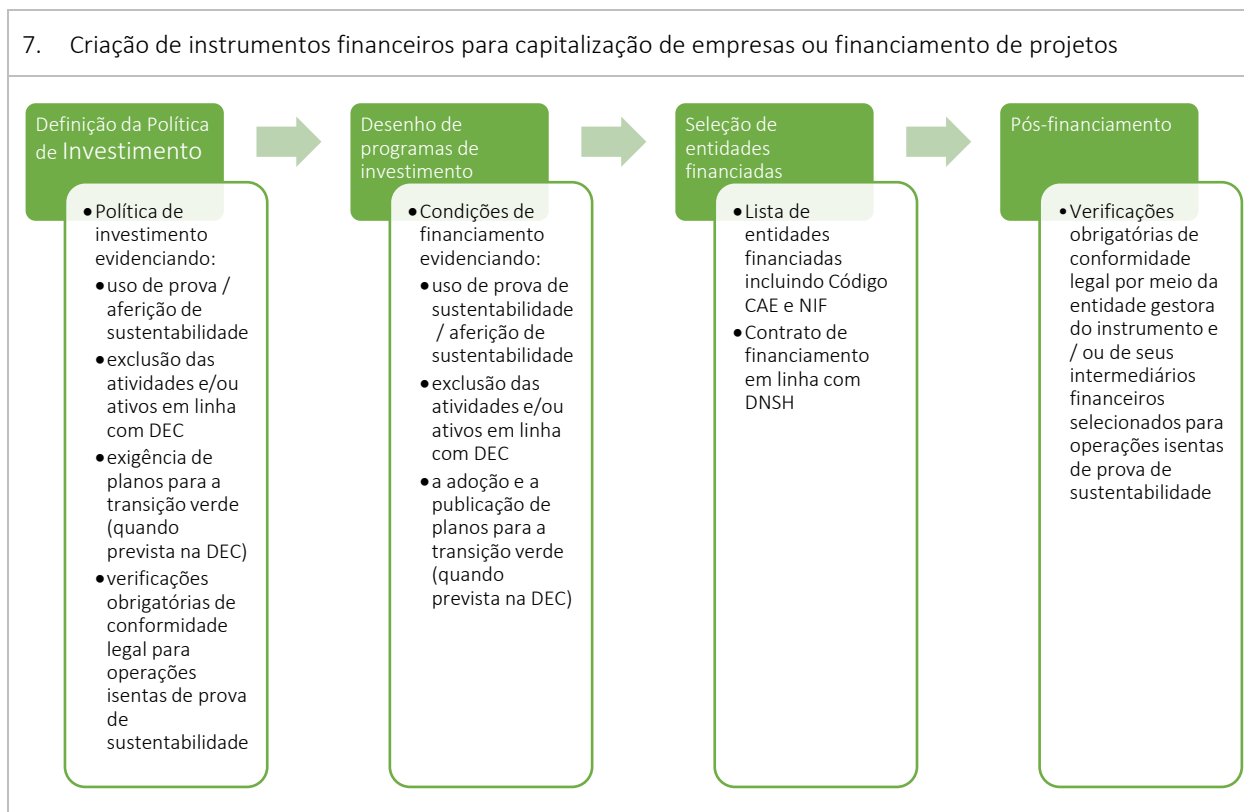 7. Criação de instrumentos financeiros para capitalização de empresas ou financiamento de projetos
Definição da Política
de Investimento
•Política de
investimento
evidenciando:
•uso de prova /
aferição de
sustentabilidade
•exclusão das
atividades e/ou
ativos em linha
com DEC
•exigência de
planos para a
transição verde
(quando
prevista na DEC)
•verificações
obrigatórias de
conformidade
legal para
operações
isentas de prova
de
sustentabilidade
Desenho de
programas de
investimento
•Condições de
financiamento
evidenciando:
•uso de prova de
sustentabilidade
/ aferição de
sustentabilidade
•exclusão das
atividades e/ou
ativos em linha
com DEC
•a adoção e a
publicação de
planos para a
transição verde
(quando
prevista na DEC)
Seleção de
entidades
financiadas
•Lista de
entidades
financiadas
incluindo Código
CAE e NIF
•Contrato de
financiamento
em linha com
DNSH
Pós-financiamento
•Verificações
obrigatórias de
conformidade
legal por meio da
entidade gestora
do instrumento e
/ ou de seus
intermediários
financeiros
selecionados para
operações isentas
de prova de
sustentabilidade